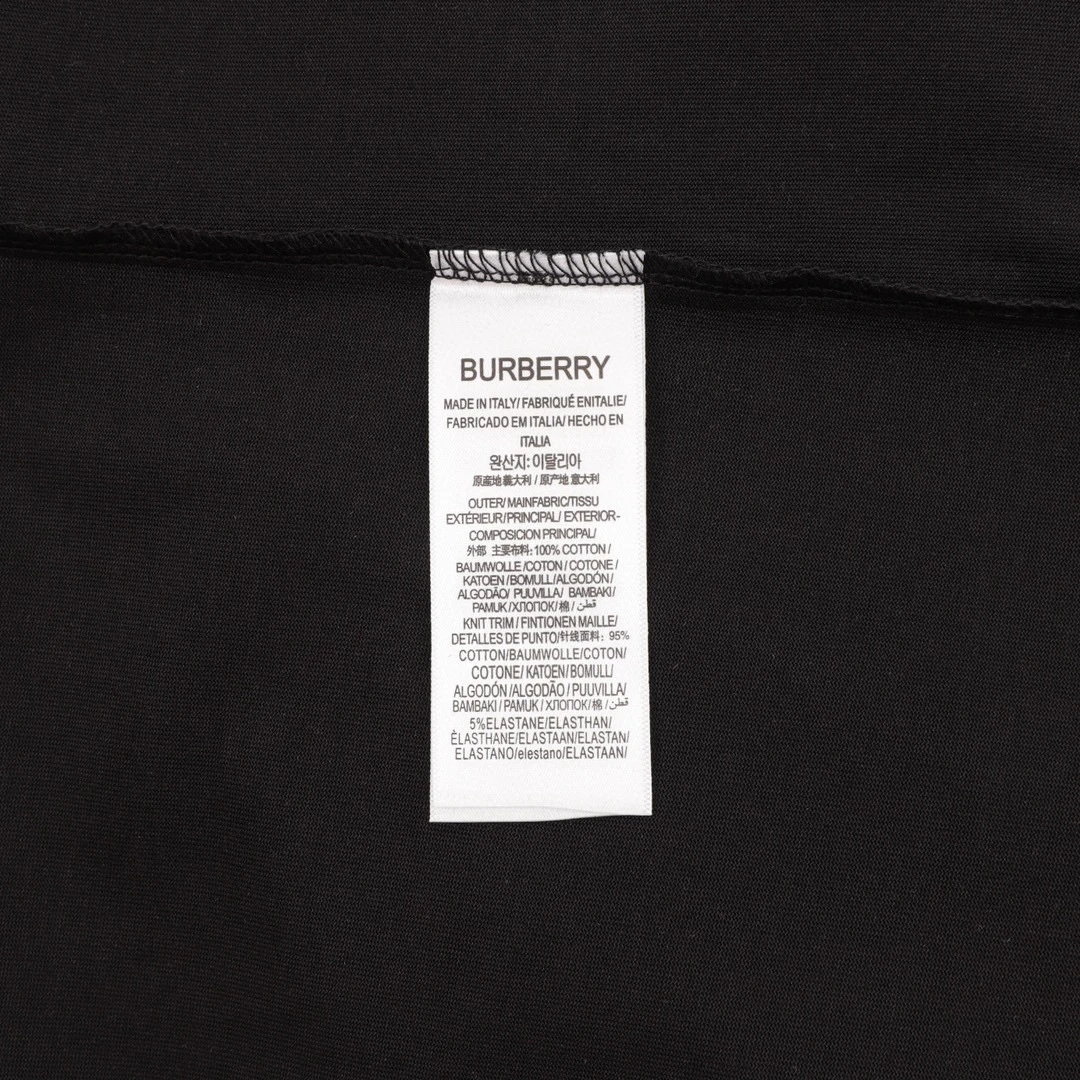 BURBERRY
MADE IN ITALY/ FABRIQUÉ ENITALIE/
FABRICADO EM ITALIA/ HECHO EN
ITALIA
완산지: 이탈리아
原産地義大利 / 原产地 意大利
OUTER/ MAINFABRIC/TISSU
EXTÉRIEUR/PRINCIPAL/ EXTERIOR-
COMPOSICION PRINCIPAL/
外部 主要布料: 100% COTTON /
BAUMWOLLE /COTON / COTONE /
KATOEN / BOMULL/ALGODÓN/
ALGODÃO/ PUUVILLA/ BAMBAKI /
PAMUK / ХЛОПОК/ 棉 / قطن
KNIT TRIM / FINTIONEN MAILLE/
DETALLES DE PUNTO/针线面料: 95%
COTTON/BAUMWOLLE/COTON/
COTONE/ KATOEN/BOMULL/
ALGODÓN /ALGODÃO / PUUVILLA/
BAMBAKI / PAMUK / ХЛОПОК/棉 / قطن
5%ELASTANE/ELASTHAN/
ÈLASTHANE/ELASTAAN/ELASTAN/
ELASTANO/elestano/ELASTAAN/